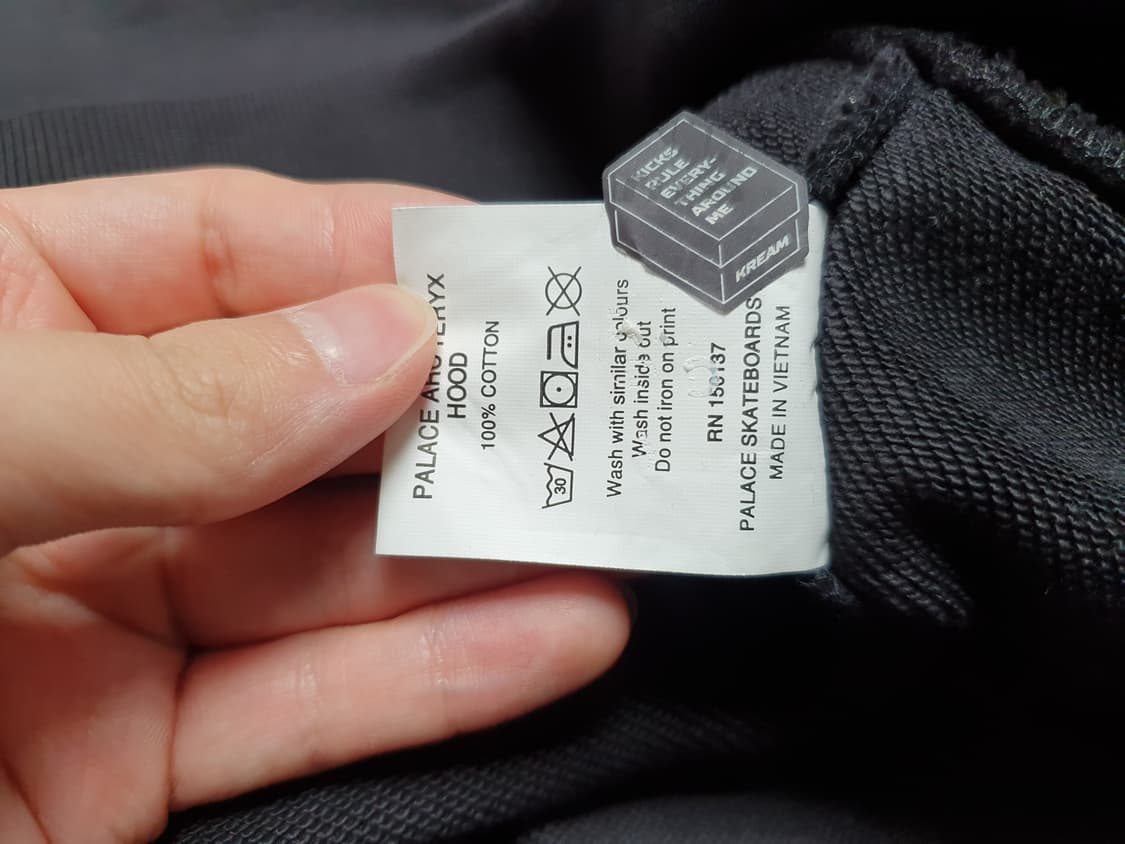 PALACE ARC'TERYX
HOOD
100% COTTON
30
Wash with similar colours
Wash inside out
Do not iron on print
RN 150137
PALACE SKATEBOARDS
MADE IN VIETNAM
KICKS
RULE
EVERY-
THING
AROUND
ME
KREAM